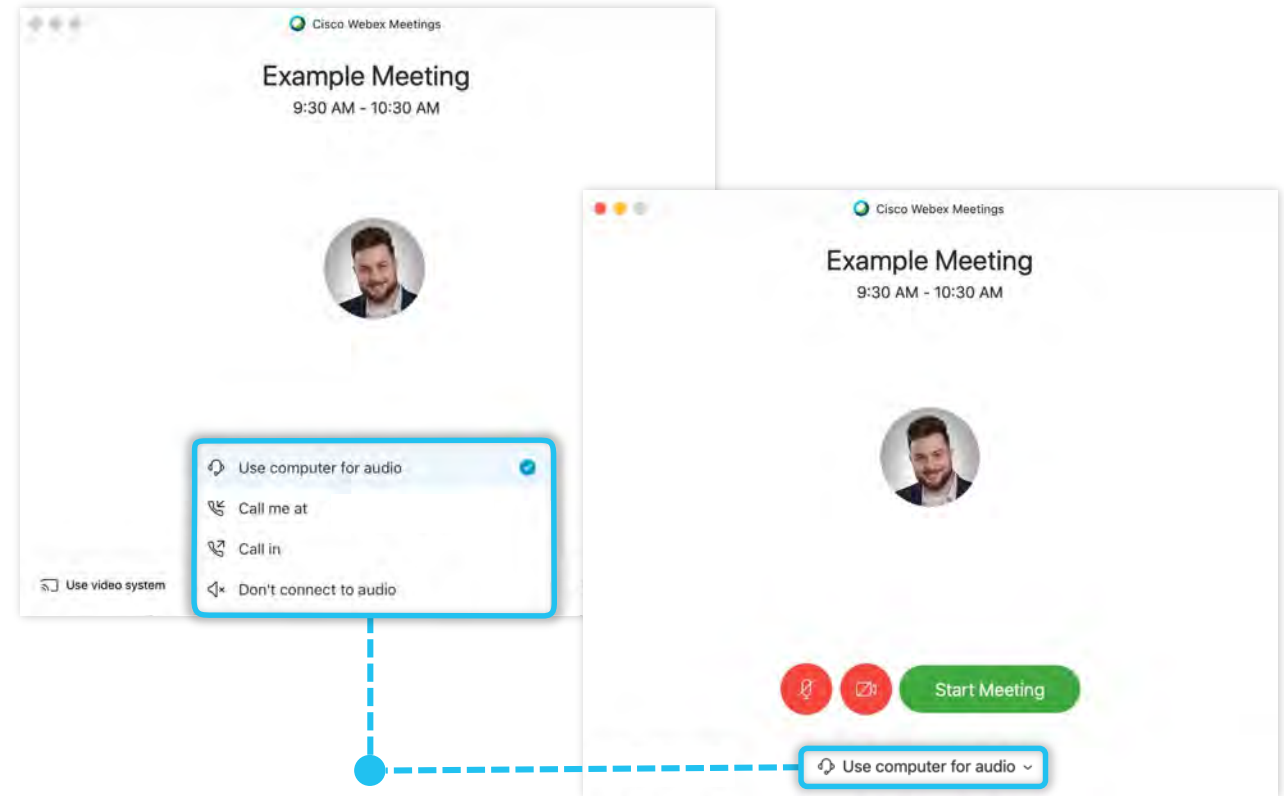 Cisco Webex Meetings
Example Meeting
9:30 AM - 10:30 AM
Use computer for audio
Call me at
Call in
Don't connect to audio
Use video system
Cisco Webex Meetings
Example Meeting
9:30 AM - 10:30 AM
Start Meeting
Use computer for audio